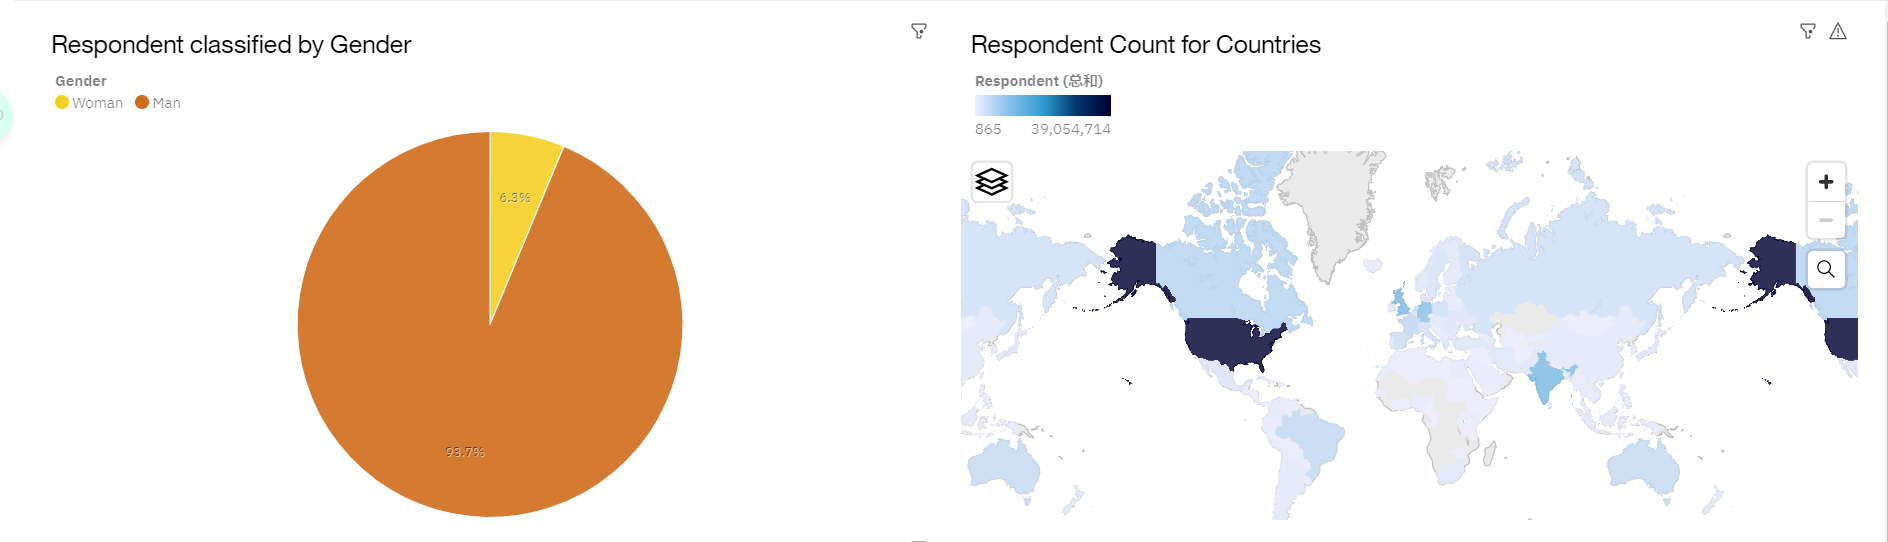 Respondent classified by Gender
Gender
Woman Man
6.3%
93.7%
Respondent Count for Countries
Respondent (总和)
865 39,054,714